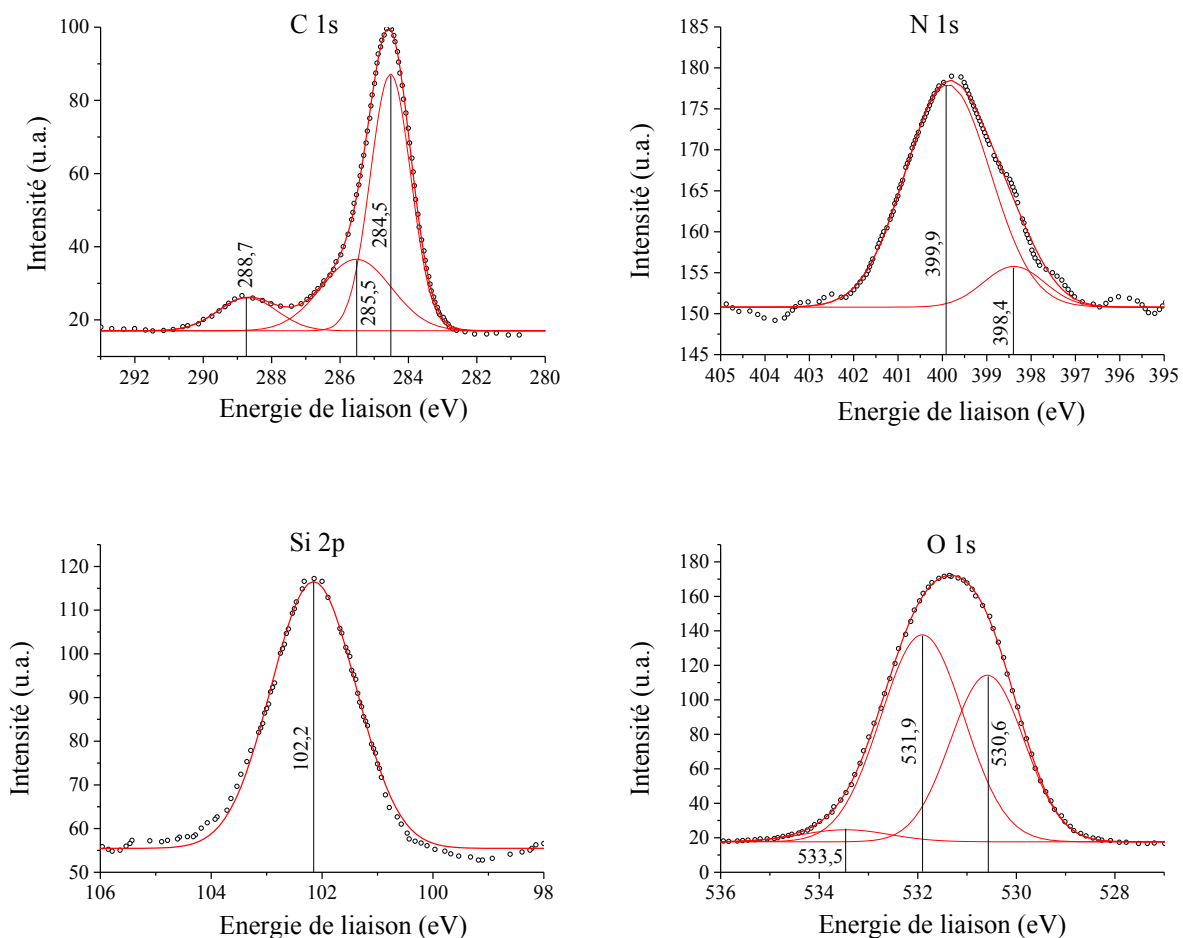 C 1s
100
80
60
40
20
Intensité (u.a.)
288,7
285,5
284,5
292 290 288 286 284 282 280
Energie de liaison (eV)
N 1s
185
180
175
170
165
160
155
150
145
Intensité (u.a.)
399,9
398,4
405 404 403 402 401 400 399 398 397 396 395
Energie de liaison (eV)
Si 2p
120
110
100
90
80
70
60
50
Intensité (u.a.)
102,2
106 104 102 100 98
Energie de liaison (eV)
O 1s
180
160
140
120
100
80
60
40
20
0
Intensité (u.a.)
533,5
531,9
530,6
536 534 532 530 528
Energie de liaison (eV)